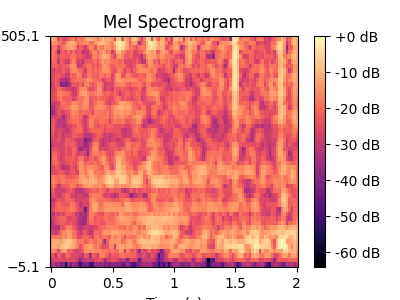 Mel Spectrogram
505.1
−5.1
0
0.5
1
1.5
2
+0 dB
-10 dB
-20 dB
-30 dB
-40 dB
-50 dB
-60 dB